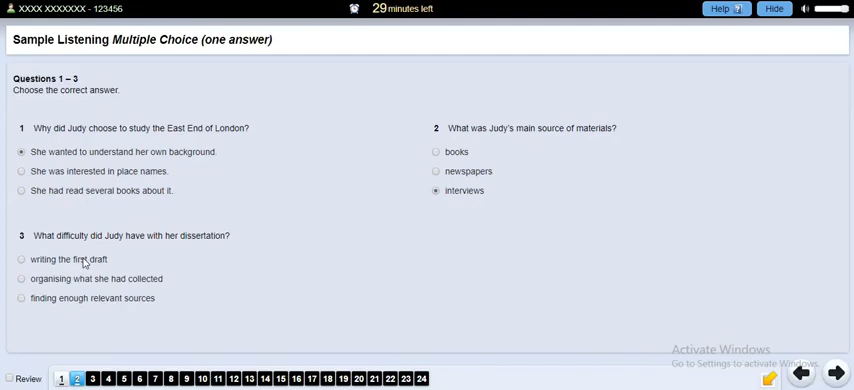 XXXX XXXXXXX - 123456
29 minutes left
Help ?
Hide
Sample Listening Multiple Choice (one answer)
Questions 1 – 3
Choose the correct answer.
1 Why did Judy choose to study the East End of London?
She wanted to understand her own background.
She was interested in place names.
She had read several books about it.
2 What was Judy's main source of materials?
books
newspapers
interviews
3 What difficulty did Judy have with her dissertation?
writing the first draft
organising what she had collected
finding enough relevant sources
Activate Windows
Go to Settings to activate Windows.
Review
1 2 3 4 5 6 7 8 9 10 11 12 13 14 15 16 17 18 19 20 21 22 23 24